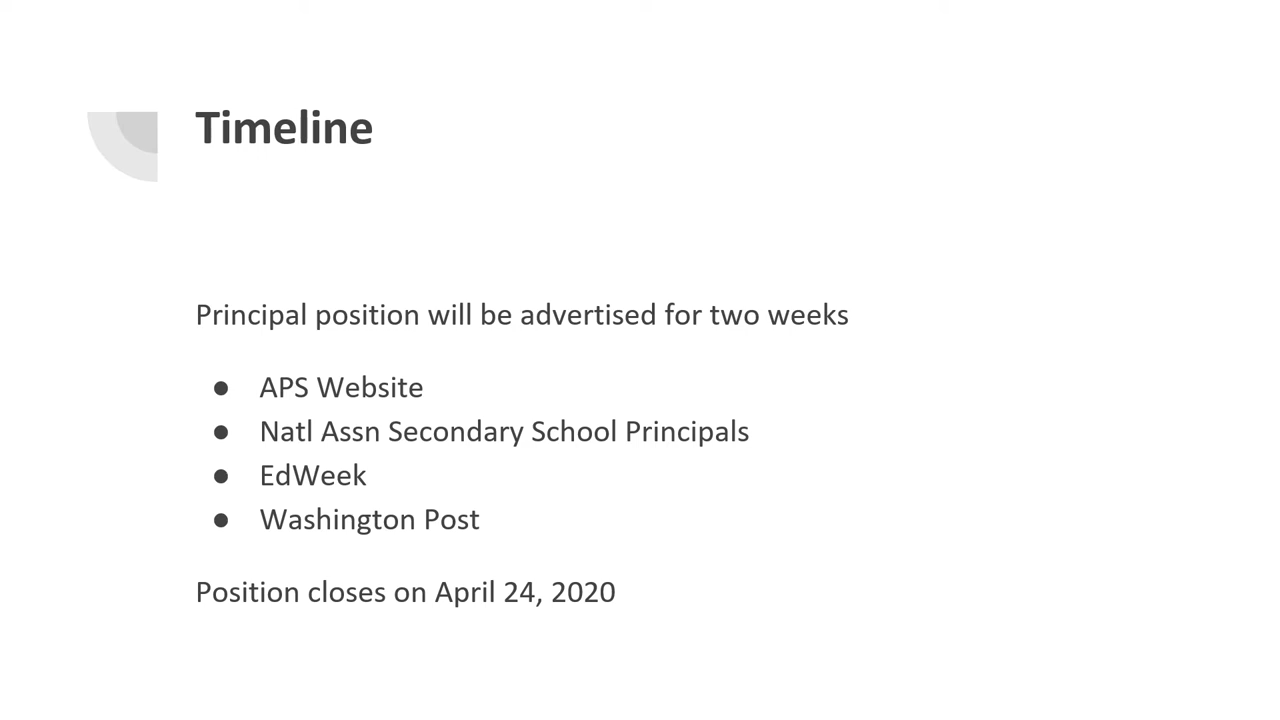 Timeline
Principal position will be advertised for two weeks
● APS Website
● Natl Assn Secondary School Principals
● EdWeek
● Washington Post
Position closes on April 24, 2020